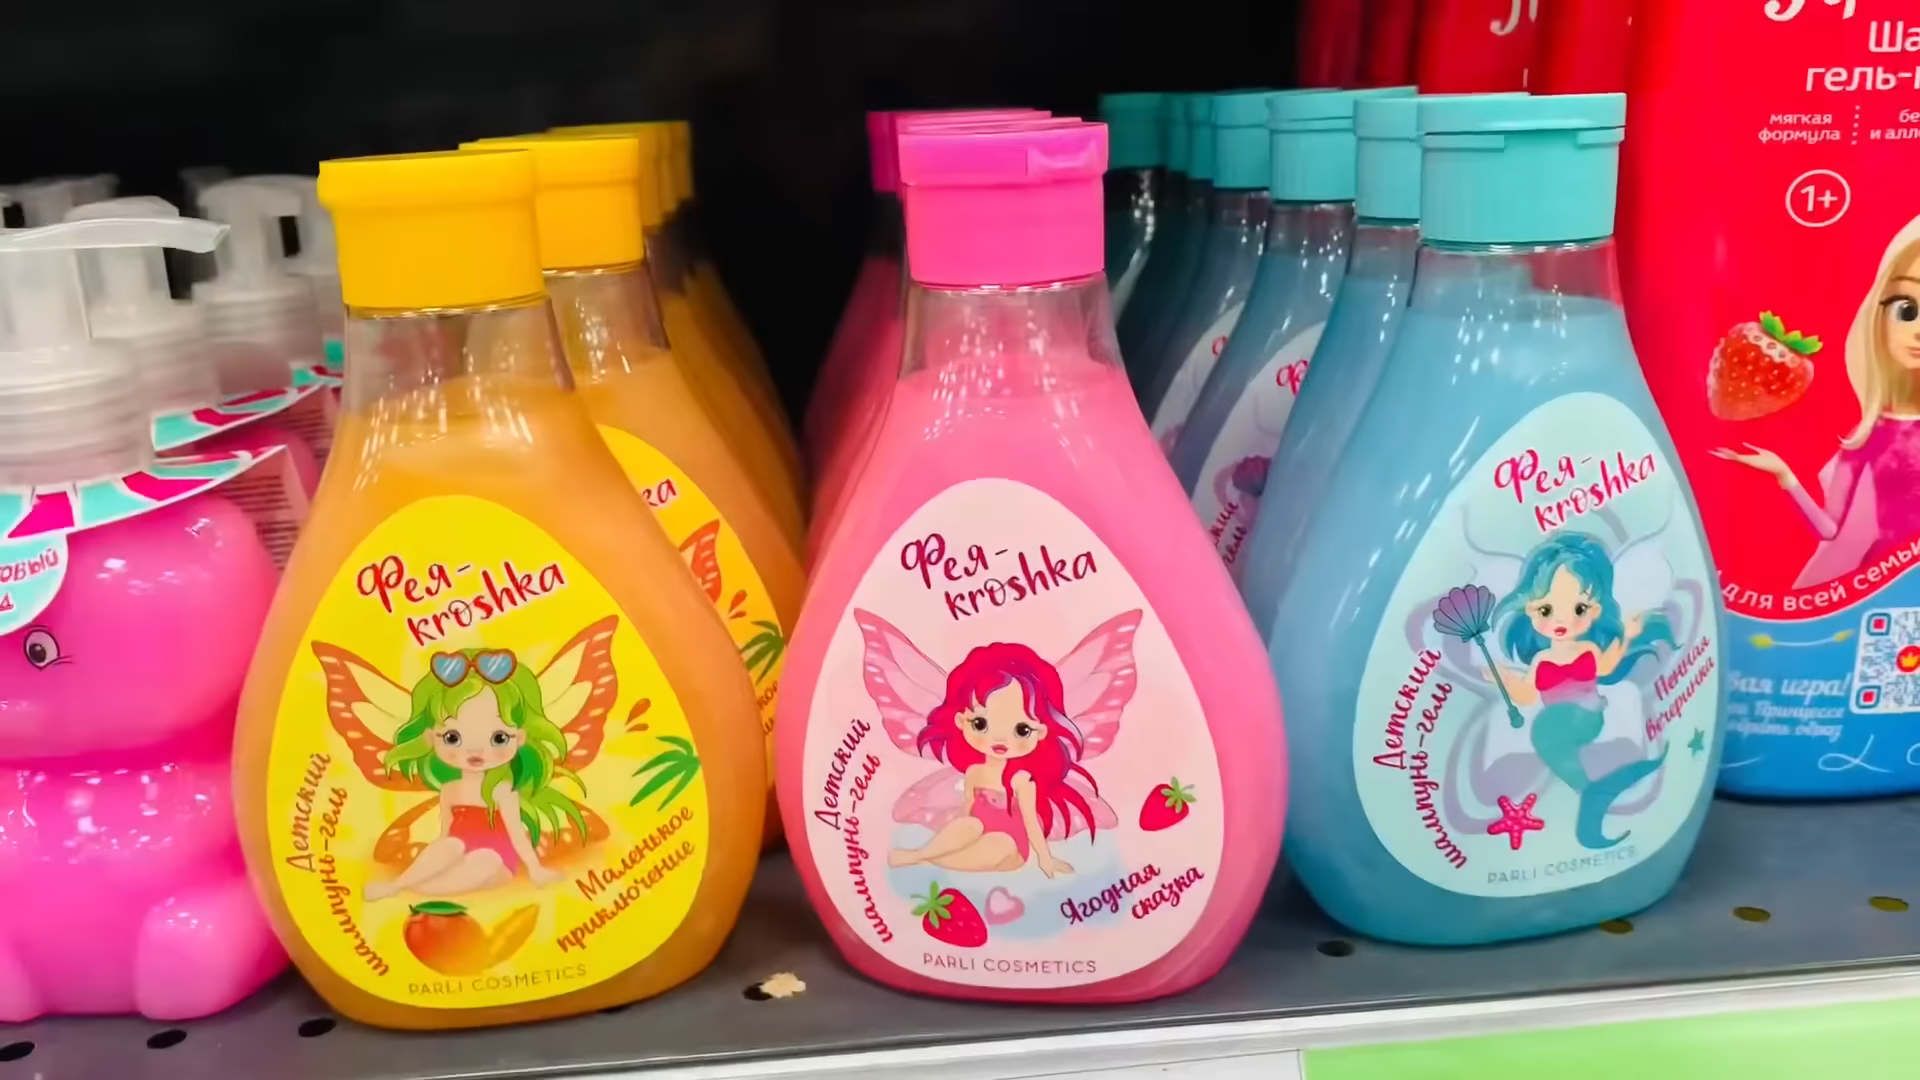 Фея-
kroshka
Детский
шампунь-гель
Маленькое
приключение
PARLI COSMETICS
Фея-
kroshka
Детский
шампунь-гель
Ягодная
сказка
PARLI COSMETICS
Фея-
kroshka
Детский
шампунь-гель
Пенная
вечеринка
PARLI COSMETICS
гель-
мягкая
формула
1+
для всей семьи
игра!